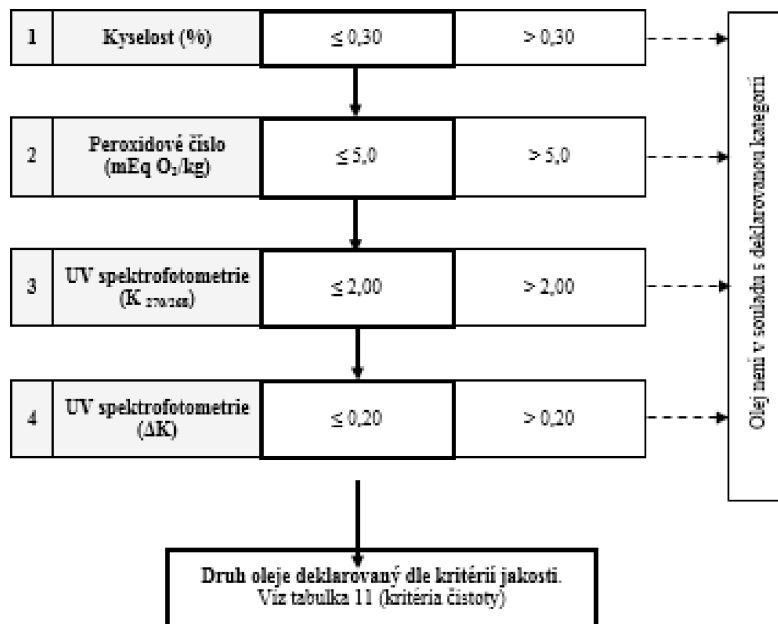 1 Kyselost (%) ≤ 0,30 > 0,30
2 Peroxidové číslo (mEq O₂/kg) ≤ 5,0 > 5,0
3 UV spektrofotometrie (K 270/268) ≤ 2,00 > 2,00
4 UV spektrofotometrie (ΔK) ≤ 0,20 > 0,20
Olej není v souladu s deklarovanou kategorií
Druh oleje deklarovaný dle kritérií jakosti.
Viz tabulka 11 (kritéria čistoty)